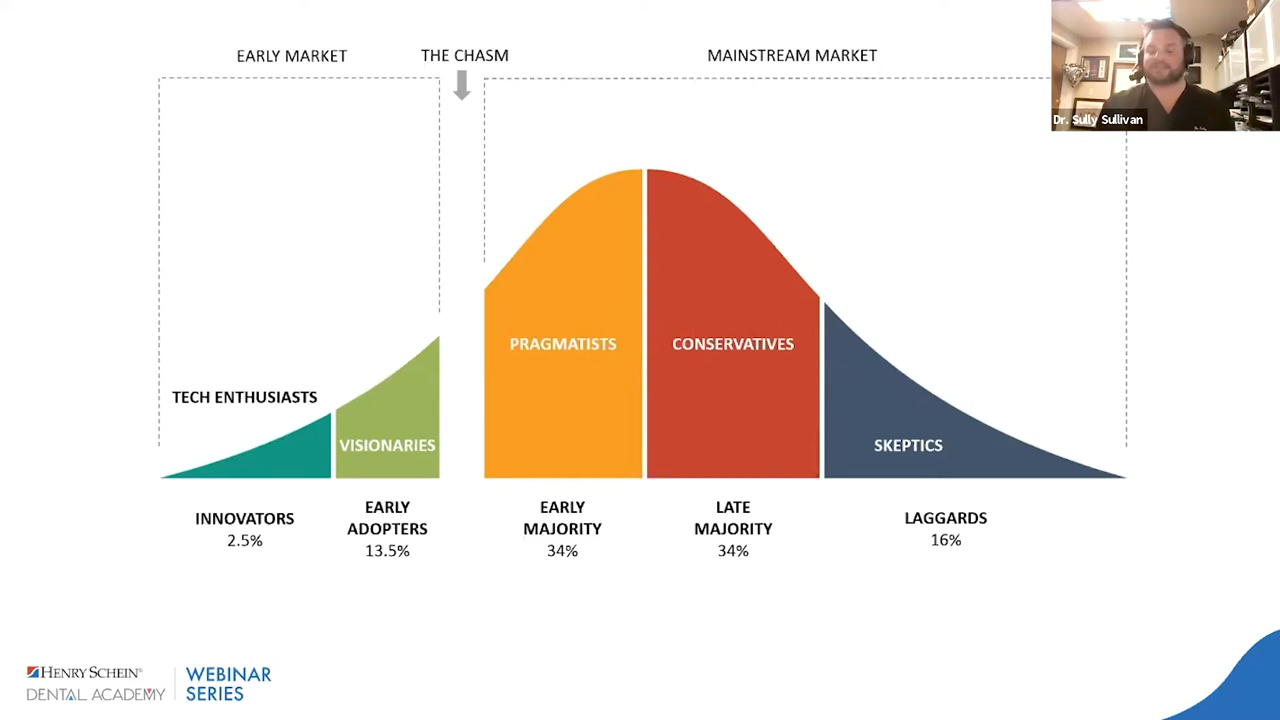 EARLY MARKET
THE CHASM
MAINSTREAM MARKET
Dr. Sully Sullivan
PRAGMATISTS
CONSERVATIVES
TECH ENTHUSIASTS
VISIONARIES
SKEPTICS
INNOVATORS
2.5%
EARLY
ADOPTERS
13.5%
EARLY
MAJORITY
34%
LATE
MAJORITY
34%
LAGGARDS
16%
HENRY SCHEIN®
DENTAL ACADEMY
WEBINAR
SERIES